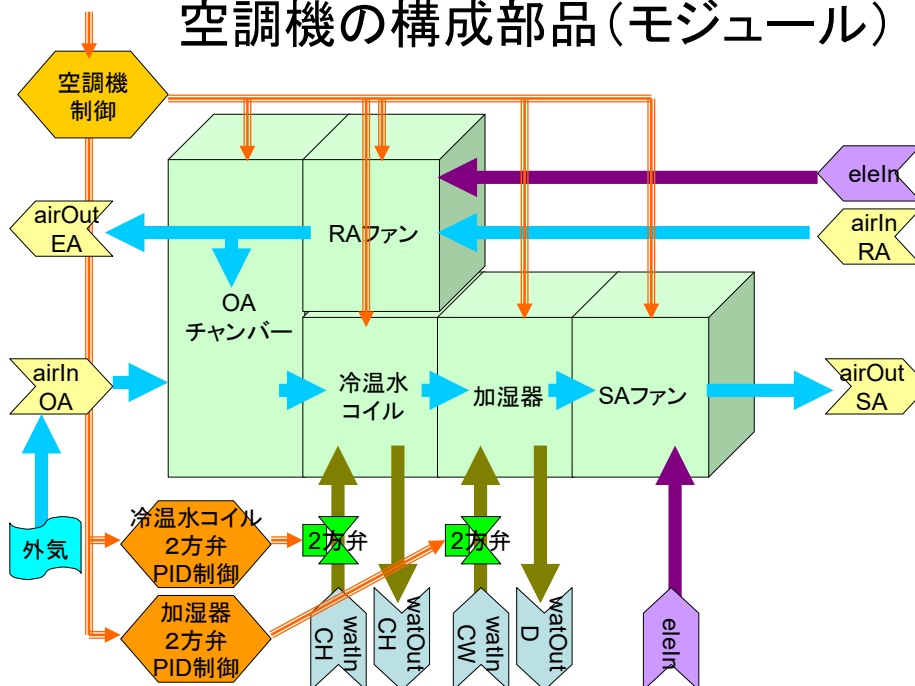 空調機の構成部品（モジュール）
空調機
制御
eleIn
airOut
EA
RAファン
airIn
RA
OA
チャンバー
airIn
OA
冷温水
コイル
加湿器
SAファン
airOut
SA
外気
冷温水コイル
２方弁
PID制御
2方弁
2方弁
加湿器
２方弁
PID制御
watIn
CH
watOut
CH
watIn
CW
watOut
D
eleIn